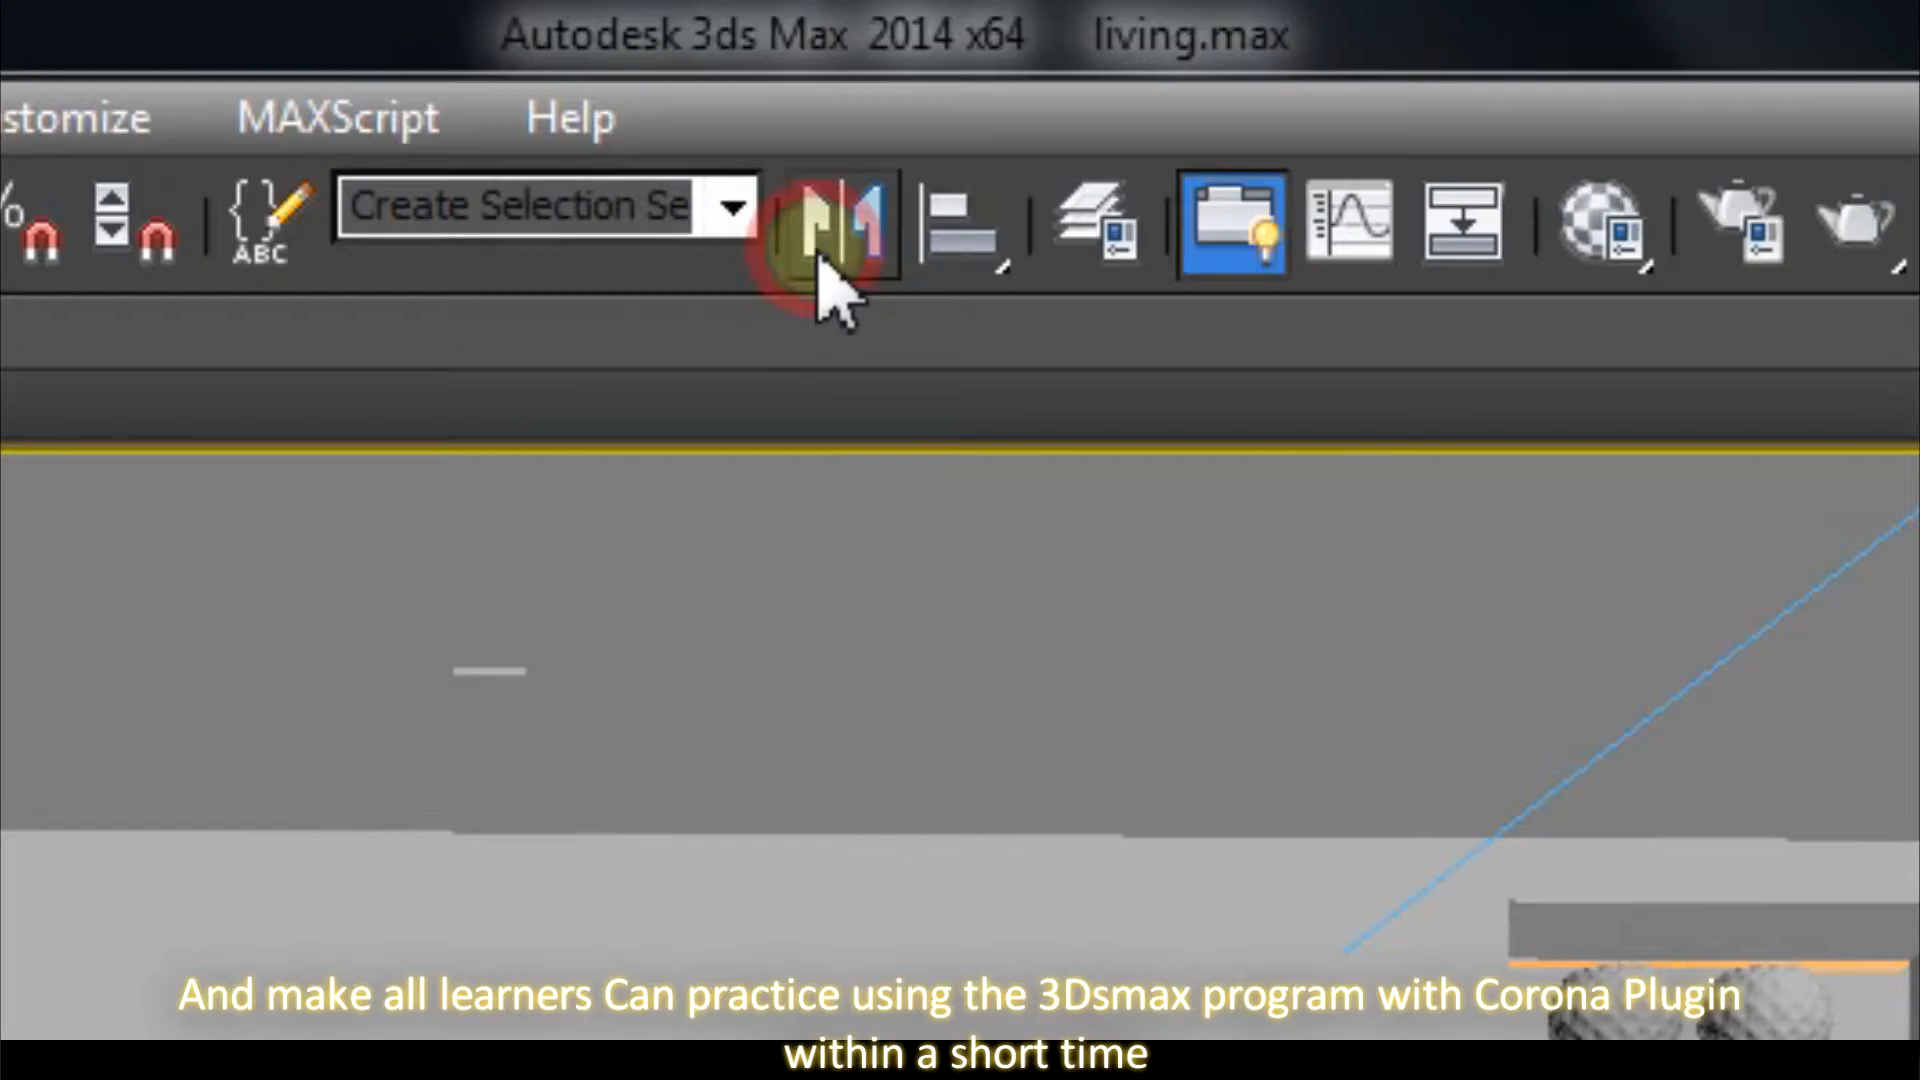 Autodesk 3ds Max 2014 x64 living.max
stomize MAXScript Help
%
ABC
Create Selection Se
And make all learners Can practice using the 3Dsmax program with Corona Plugin
within a short time